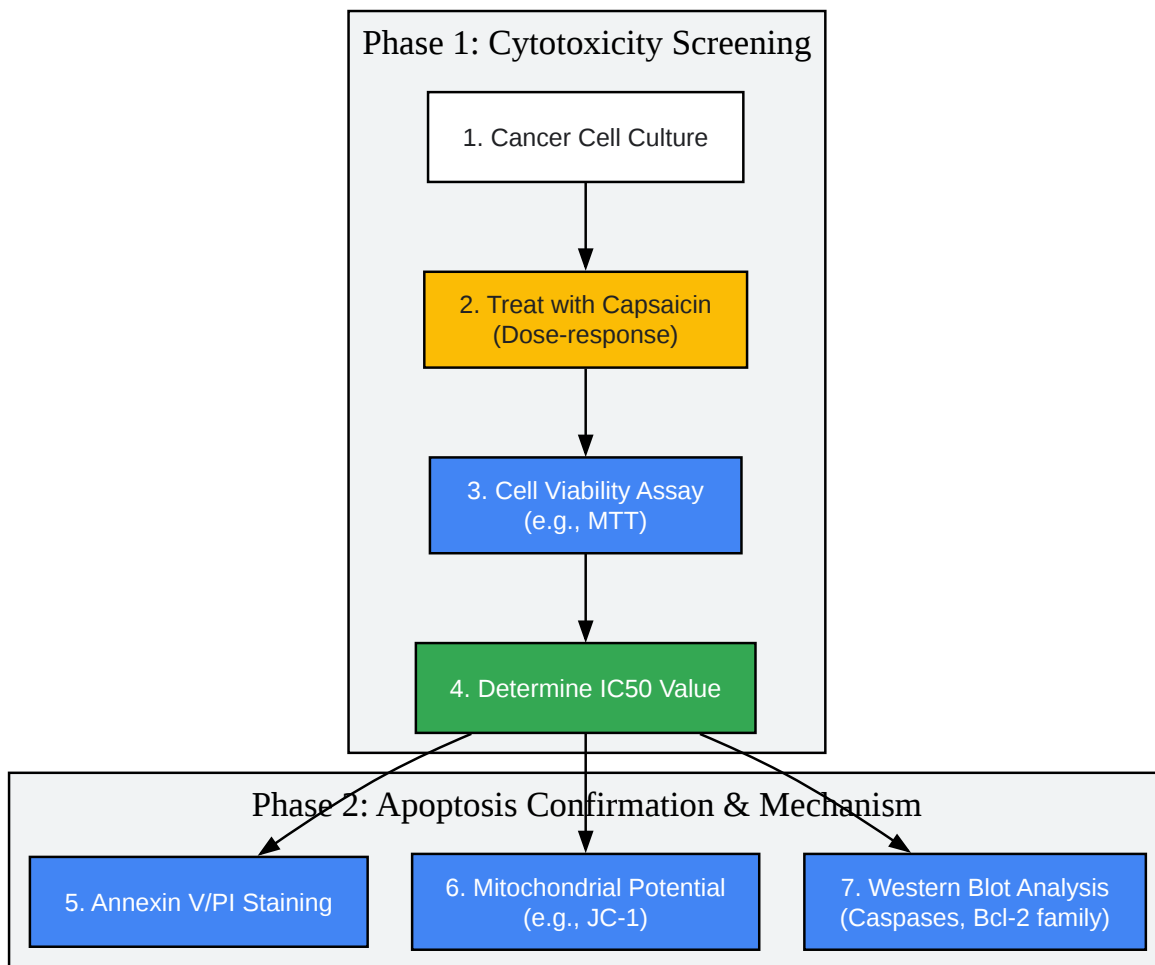 Phase 1: Cytotoxicity Screening
1. Cancer Cell Culture
2. Treat with Capsaicin
(Dose-response)
3. Cell Viability Assay
(e.g., MTT)
4. Determine IC50 Value
Phase 2: Apoptosis Confirmation & Mechanism
5. Annexin V/PI Staining
6. Mitochondrial Potential
(e.g., JC-1)
7. Western Blot Analysis
(Caspases, Bcl-2 family)